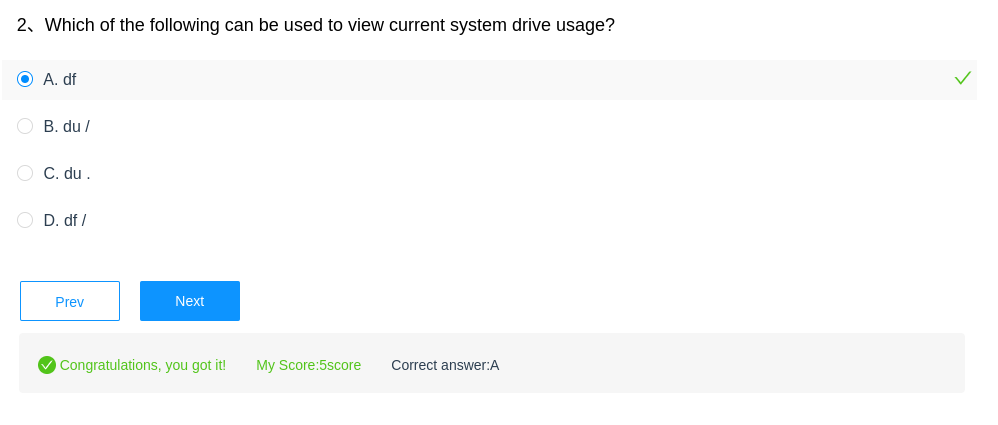 2、Which of the following can be used to view current system drive usage?
A. df
B. du /
C. du .
D. df /
Prev Next
Congratulations, you got it! My Score:5score Correct answer:A